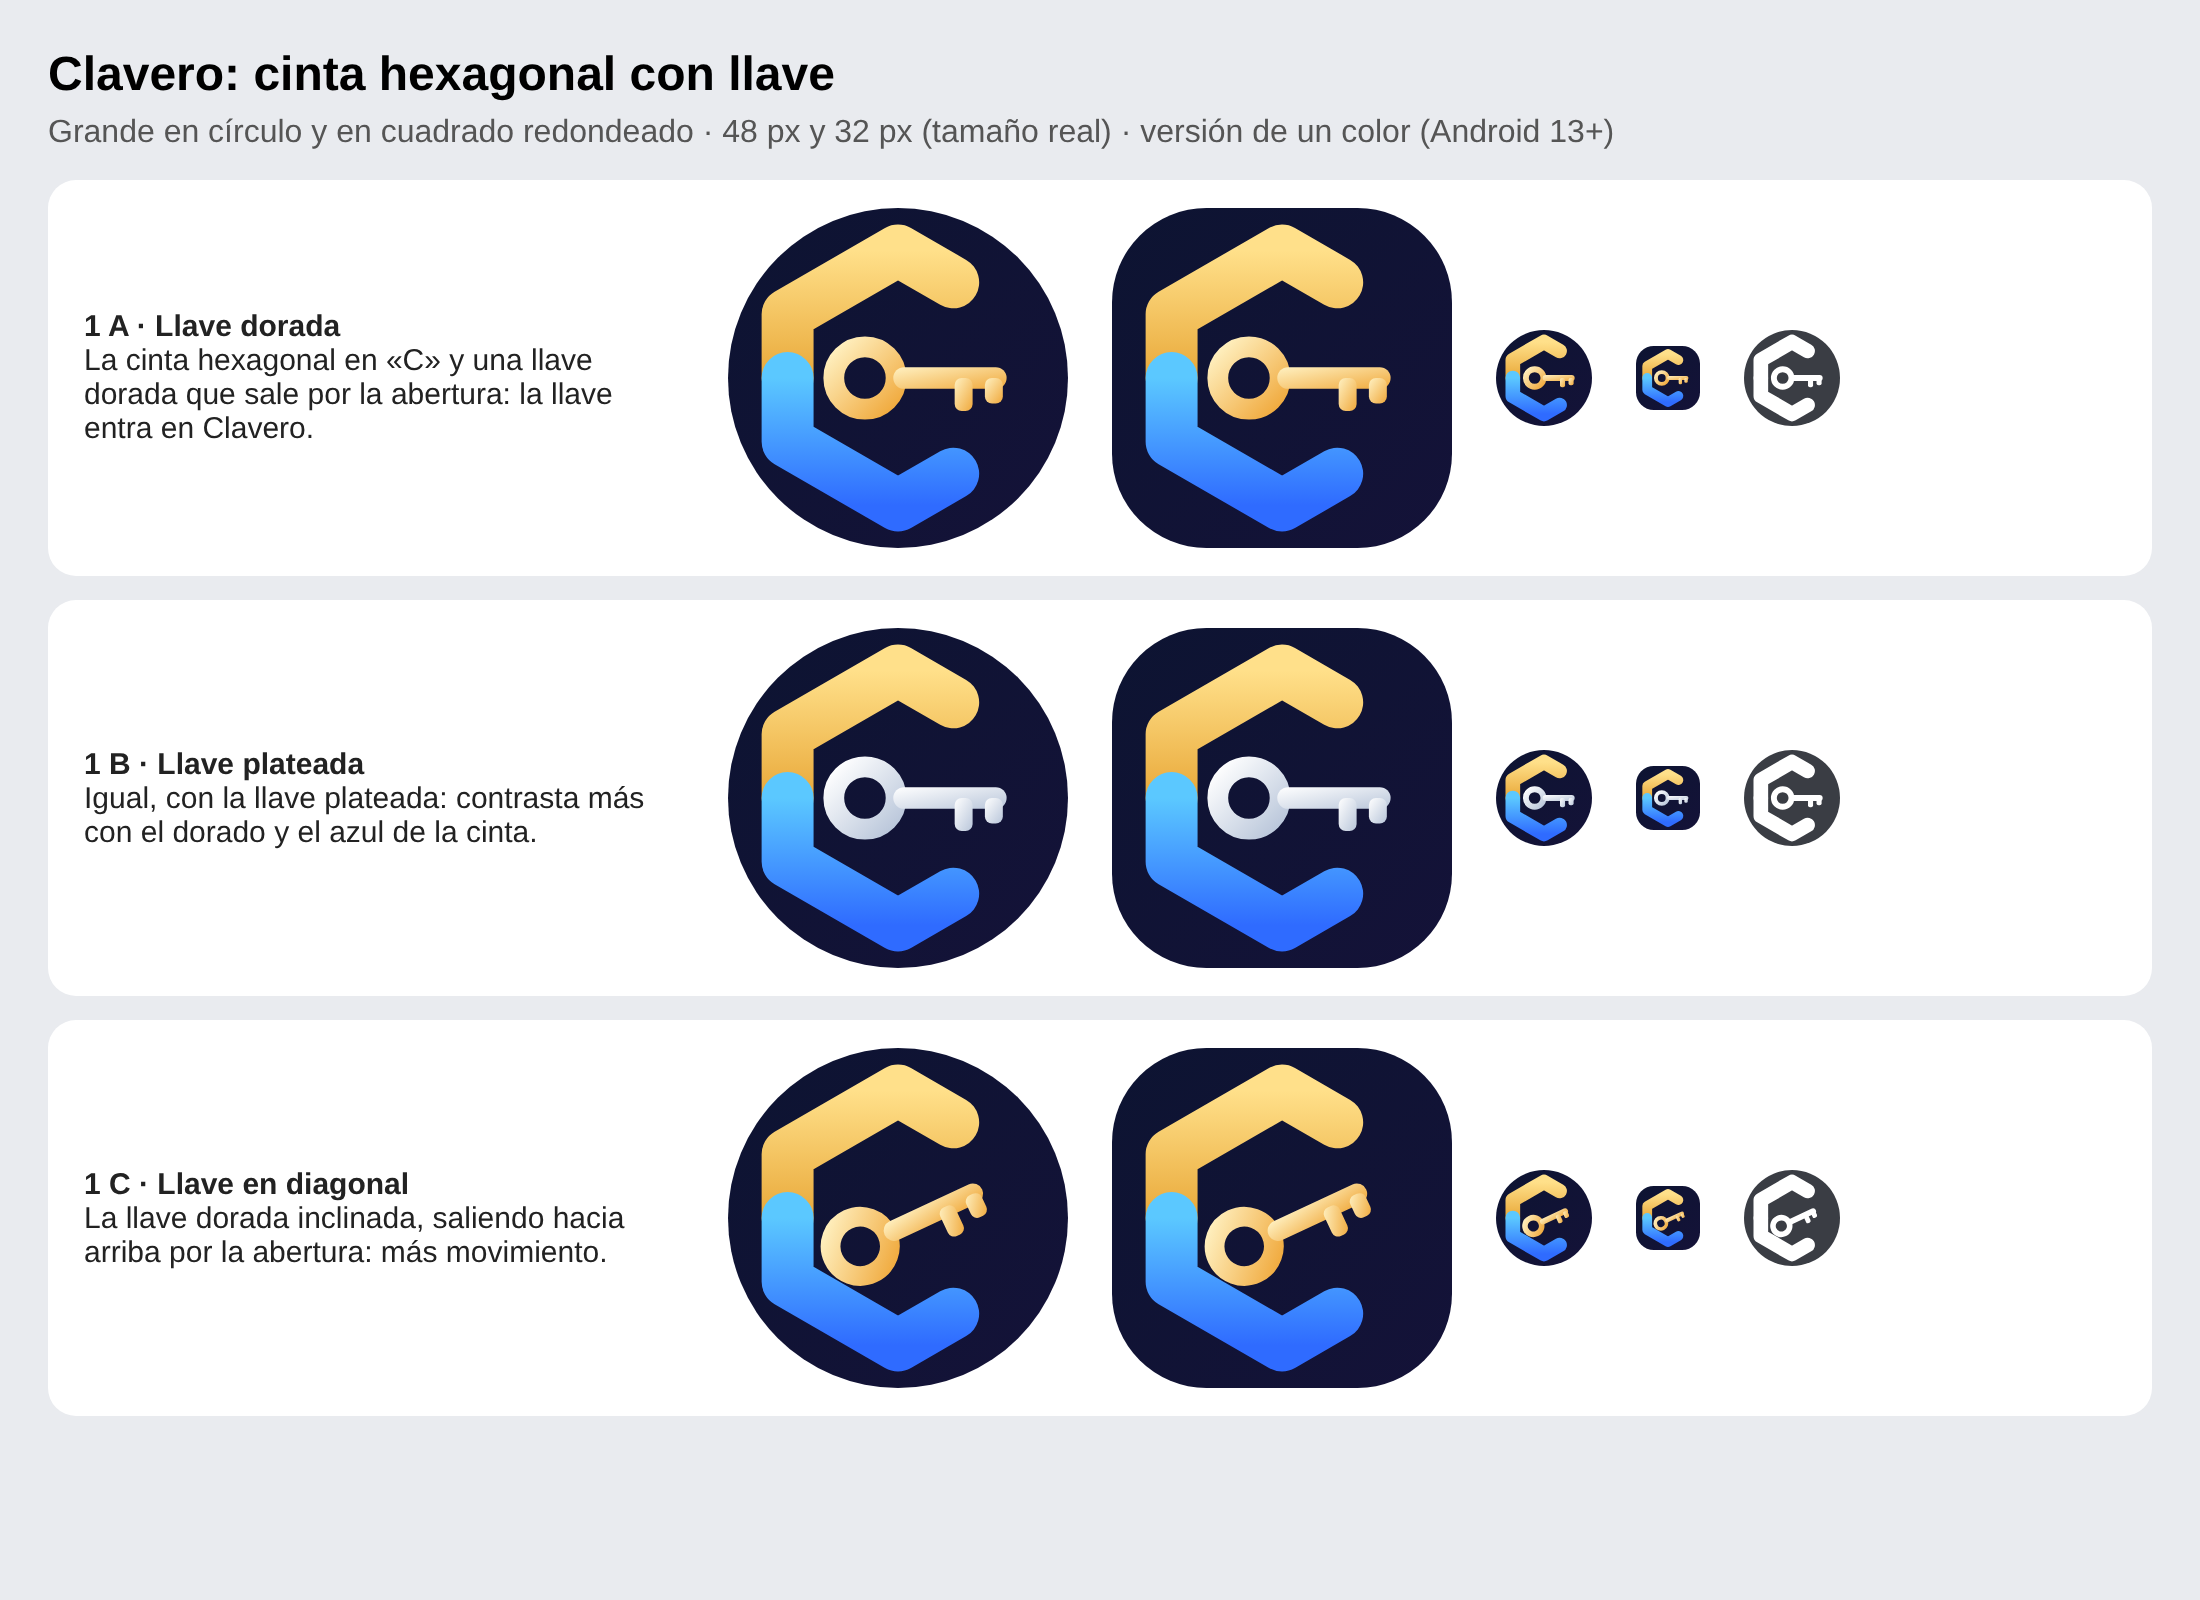 Clavero: cinta hexagonal con llave
Grande en círculo y en cuadrado redondeado · 48 px y 32 px (tamaño real) · versión de un color (Android 13+)
1 A · Llave dorada
La cinta hexagonal en «C» y una llave
dorada que sale por la abertura: la llave
entra en Clavero.
1 B · Llave plateada
Igual, con la llave plateada: contrasta más
con el dorado y el azul de la cinta.
1 C · Llave en diagonal
La llave dorada inclinada, saliendo hacia
arriba por la abertura: más movimiento.